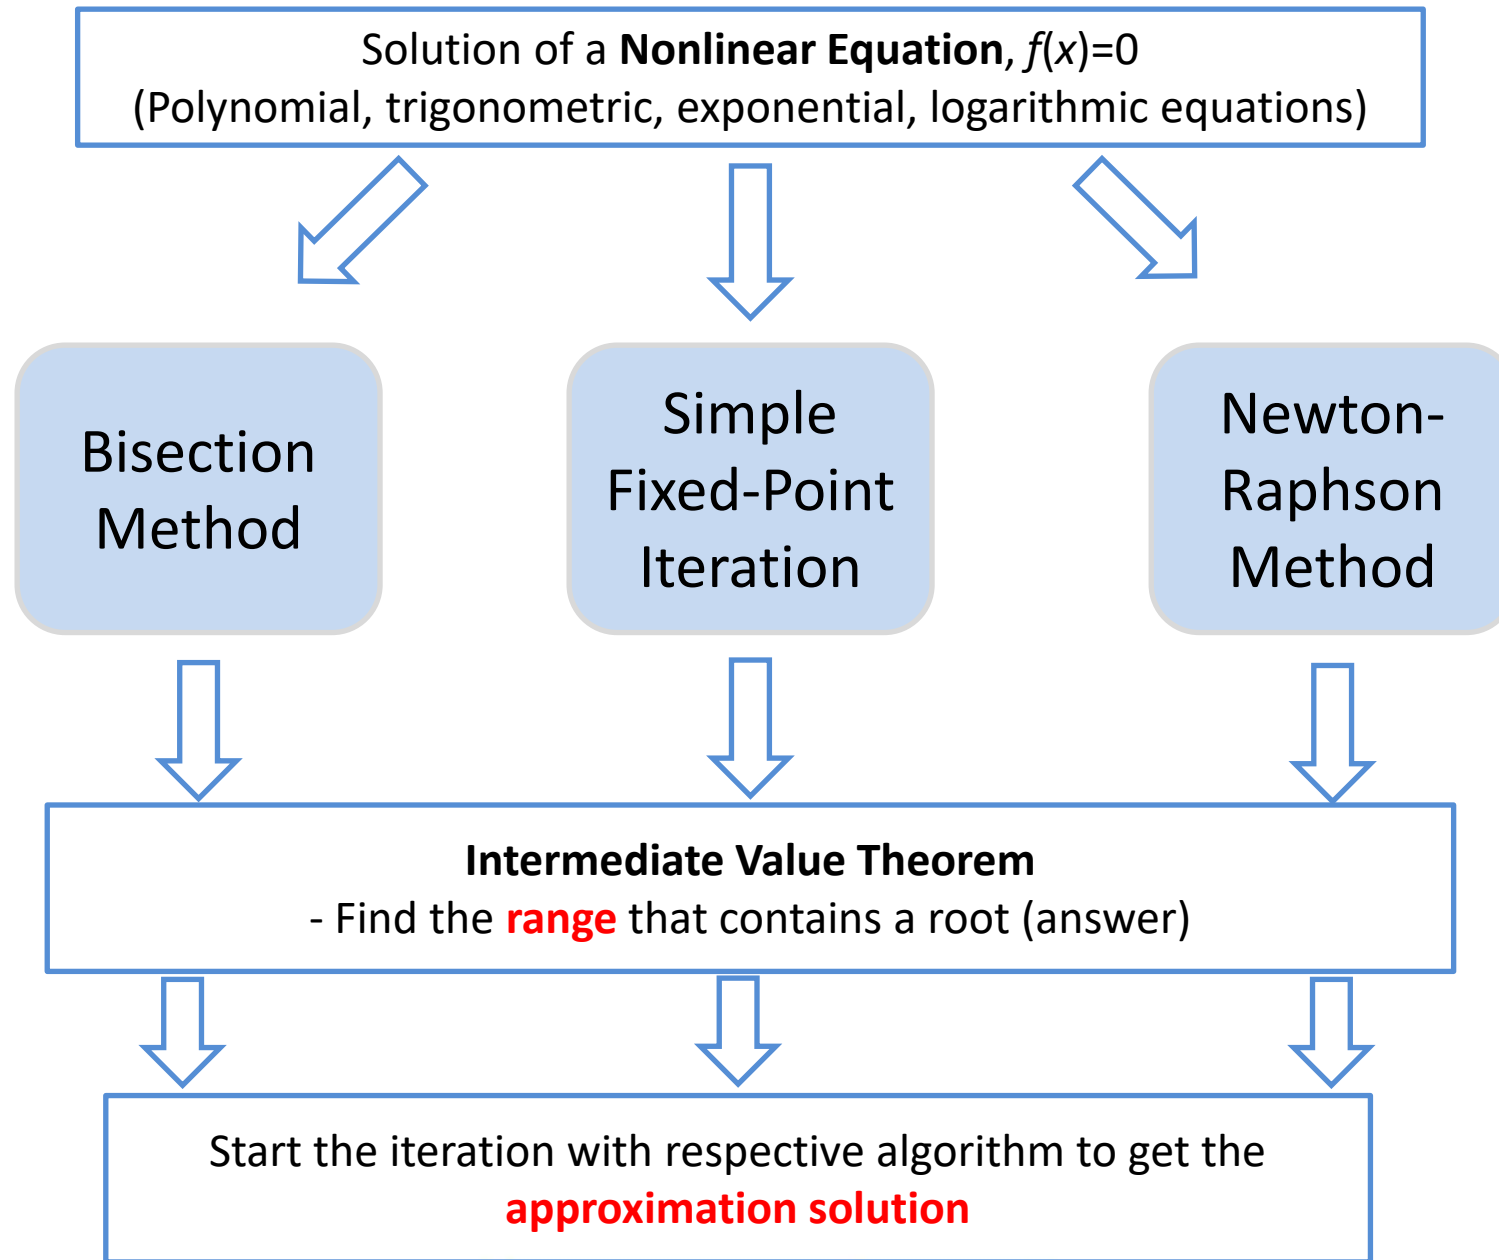 Solution of a Nonlinear Equation, f(x)=0
(Polynomial, trigonometric, exponential, logarithmic equations)
Bisection
Method
Simple
Fixed-Point
Iteration
Newton-
Raphson
Method
Intermediate Value Theorem
- Find the range that contains a root (answer)
Start the iteration with respective algorithm to get the
approximation solution